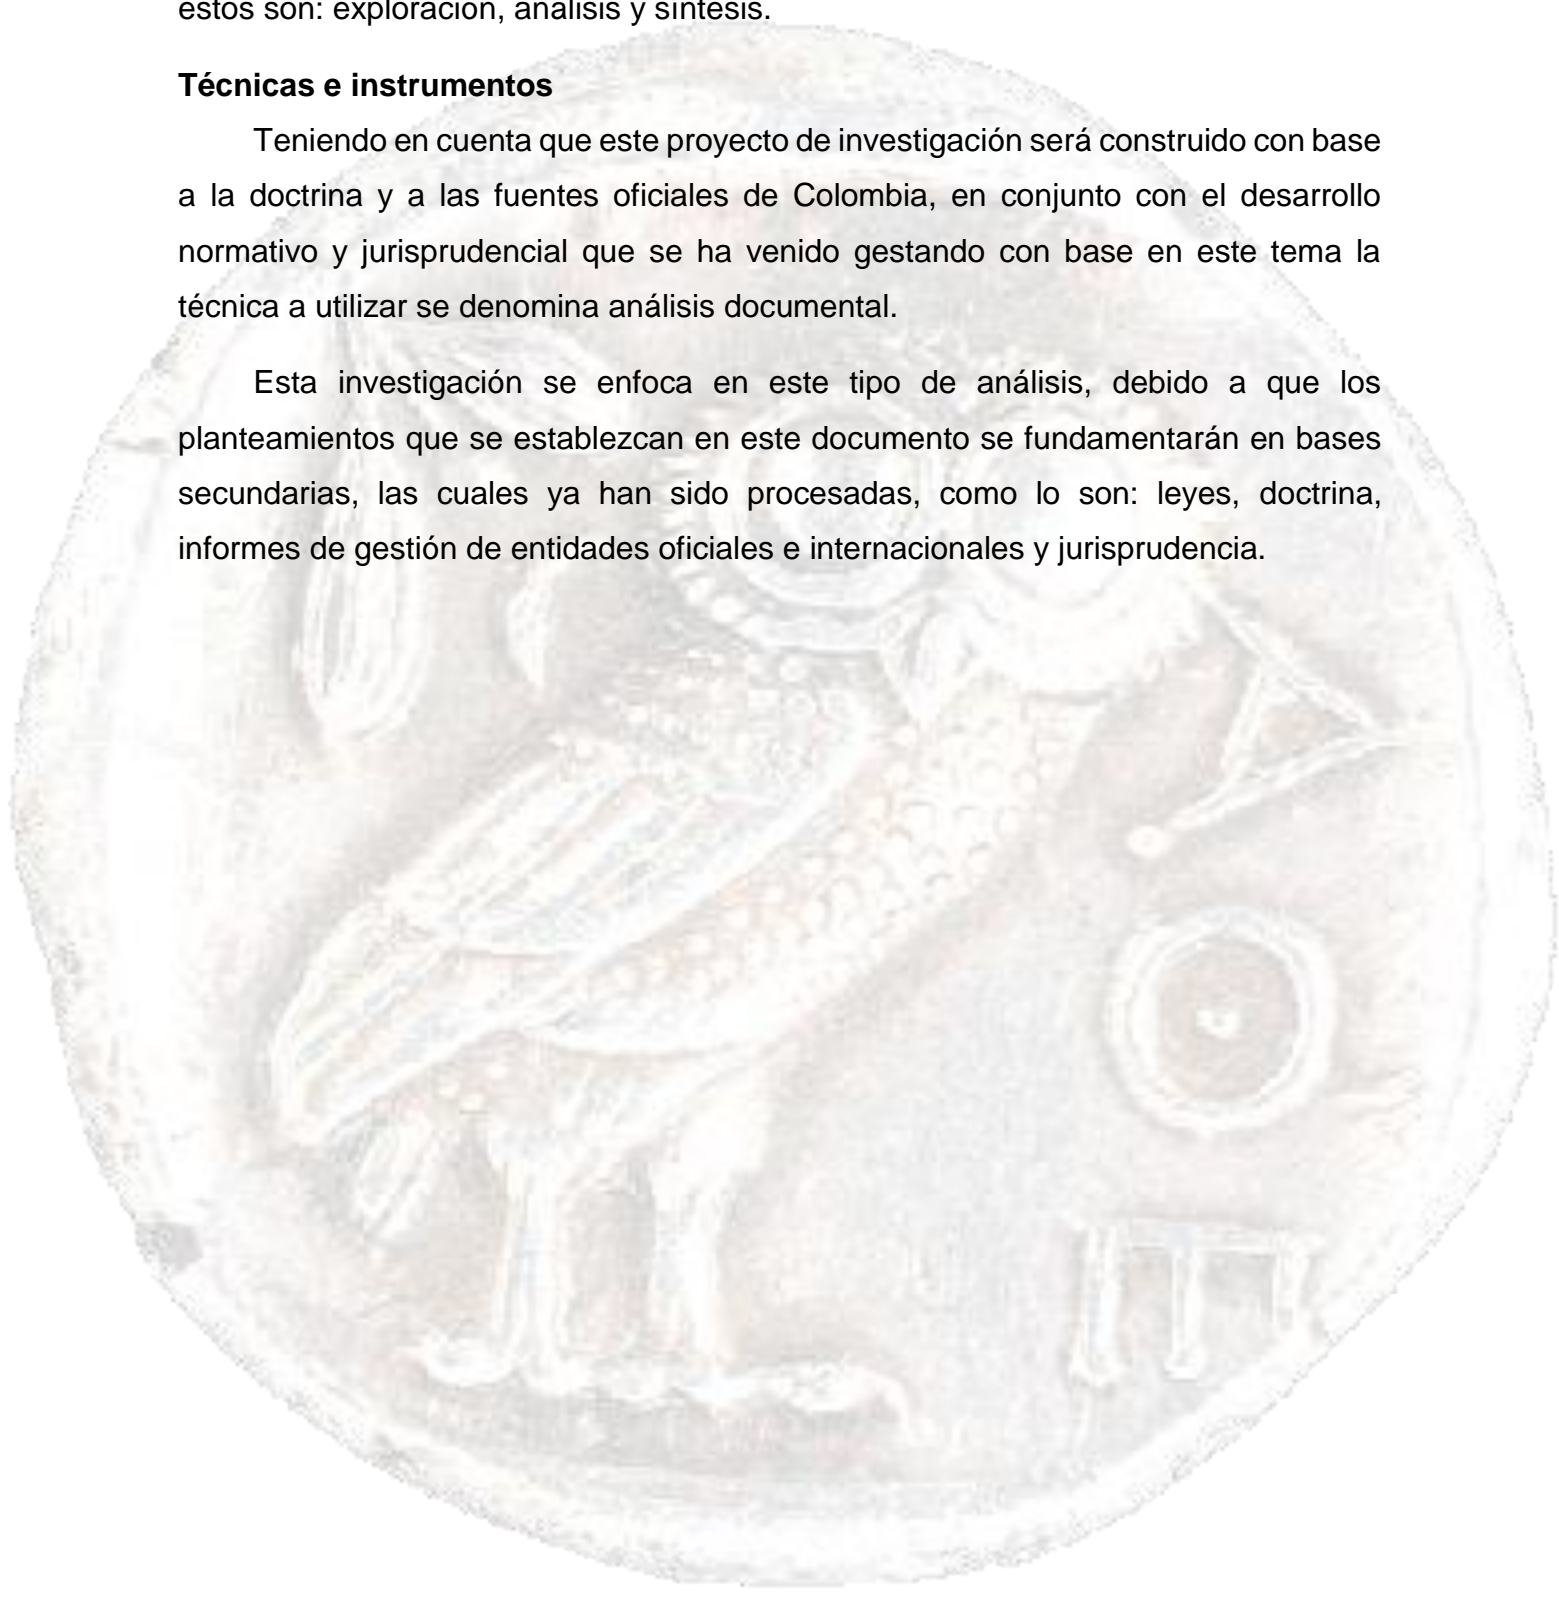 estos son: exploración, análisis y síntesis.
Técnicas e instrumentos
Teniendo en cuenta que este proyecto de investigación será construido con base
a la doctrina y a las fuentes oficiales de Colombia, en conjunto con el desarrollo
normativo y jurisprudencial que se ha venido gestando con base en este tema la
técnica a utilizar se denomina análisis documental.
Esta investigación se enfoca en este tipo de análisis, debido a que los
planteamientos que se establezcan en este documento se fundamentarán en bases
secundarias, las cuales ya han sido procesadas, como lo son: leyes, doctrina,
informes de gestión de entidades oficiales e internacionales y jurisprudencia.